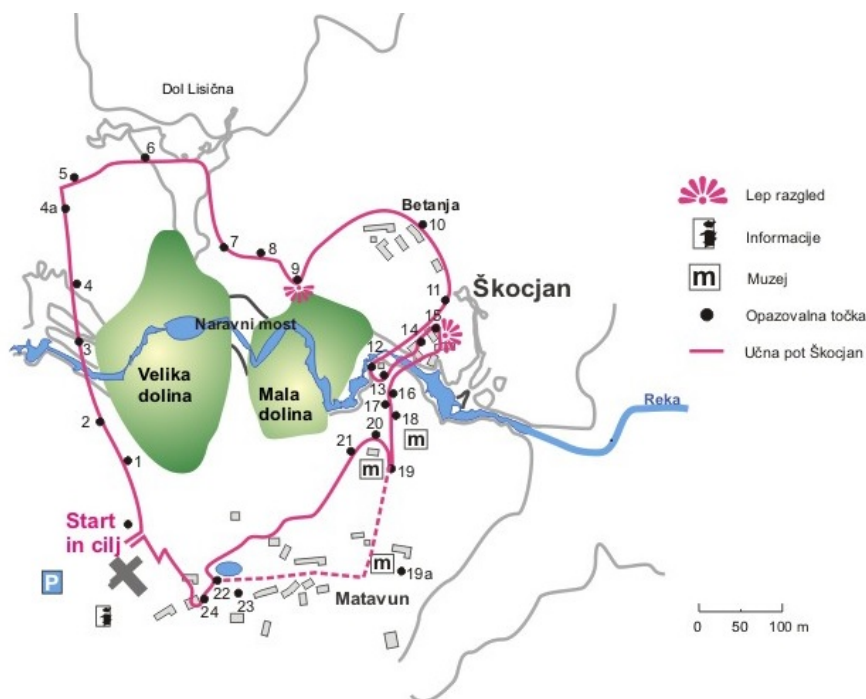 Dol Lisična
6
5
4a
Betanja
10
7
8
9
4
11
Škocjan
15
Naravni most
14
3
12
Velika
dolina
Mala
dolina
13
16
17
18
2
20
m
21
m
1
19
Reka
Start
in cilj
m
P
19a
22
23
24
Matavun
Lep razgled
Informacije
m
Muzej
Opazovalna točka
Učna pot Škocjan
0 50 100 m